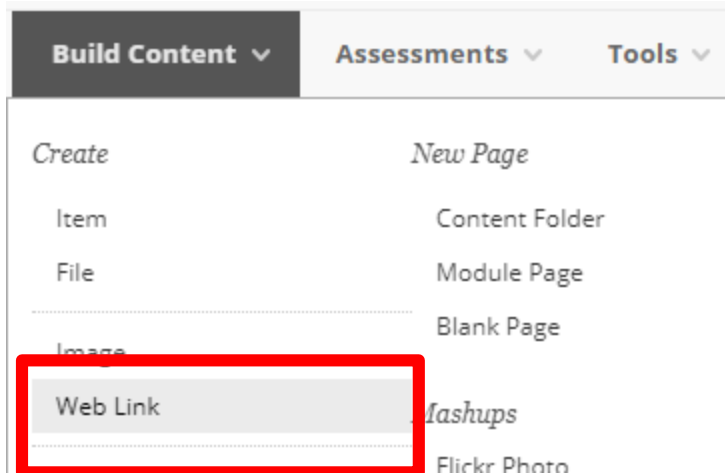 Build Content Assessments Tools
Create
Item
File
Image
Web Link
New Page
Content Folder
Module Page
Blank Page
Mashups
Flickr Photo